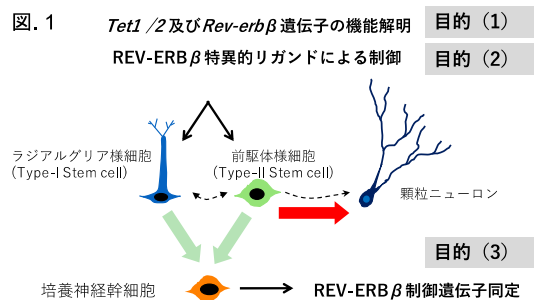 図. 1
Tet1 /2 及び Rev-erbβ 遺伝子の機能解明 目的（1）
REV-ERBβ 特異的リガンドによる制御 目的（2）
ラジアルグリア様細胞
(Type-I Stem cell)
前駆体様細胞
(Type-II Stem cell)
顆粒ニューロン
目的（3）
培養神経幹細胞
REV-ERBβ 制御遺伝子同定